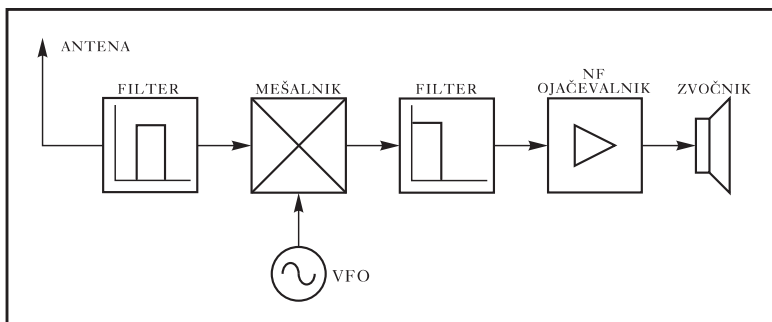 ANTENA
FILTER
MEŠALNIK
FILTER
NF
OJAČEVALNIK
ZVOČNIK
VFO